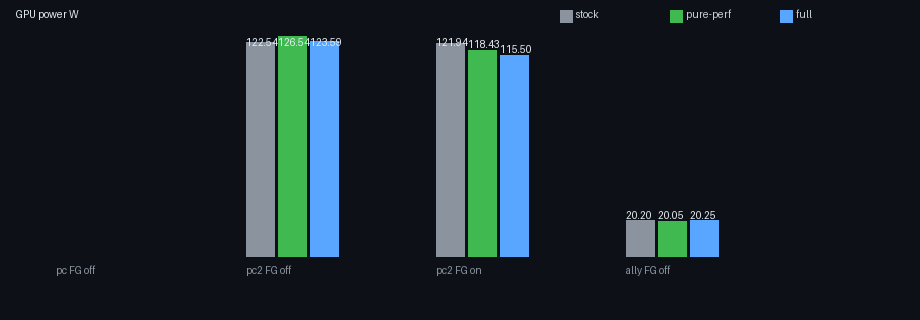 GPU power W
stock
pure-perf
full
122.54 126.54 123.59
121.94 118.43 115.50
20.20 20.05 20.25
pc FG off
pc2 FG off
pc2 FG on
ally FG off